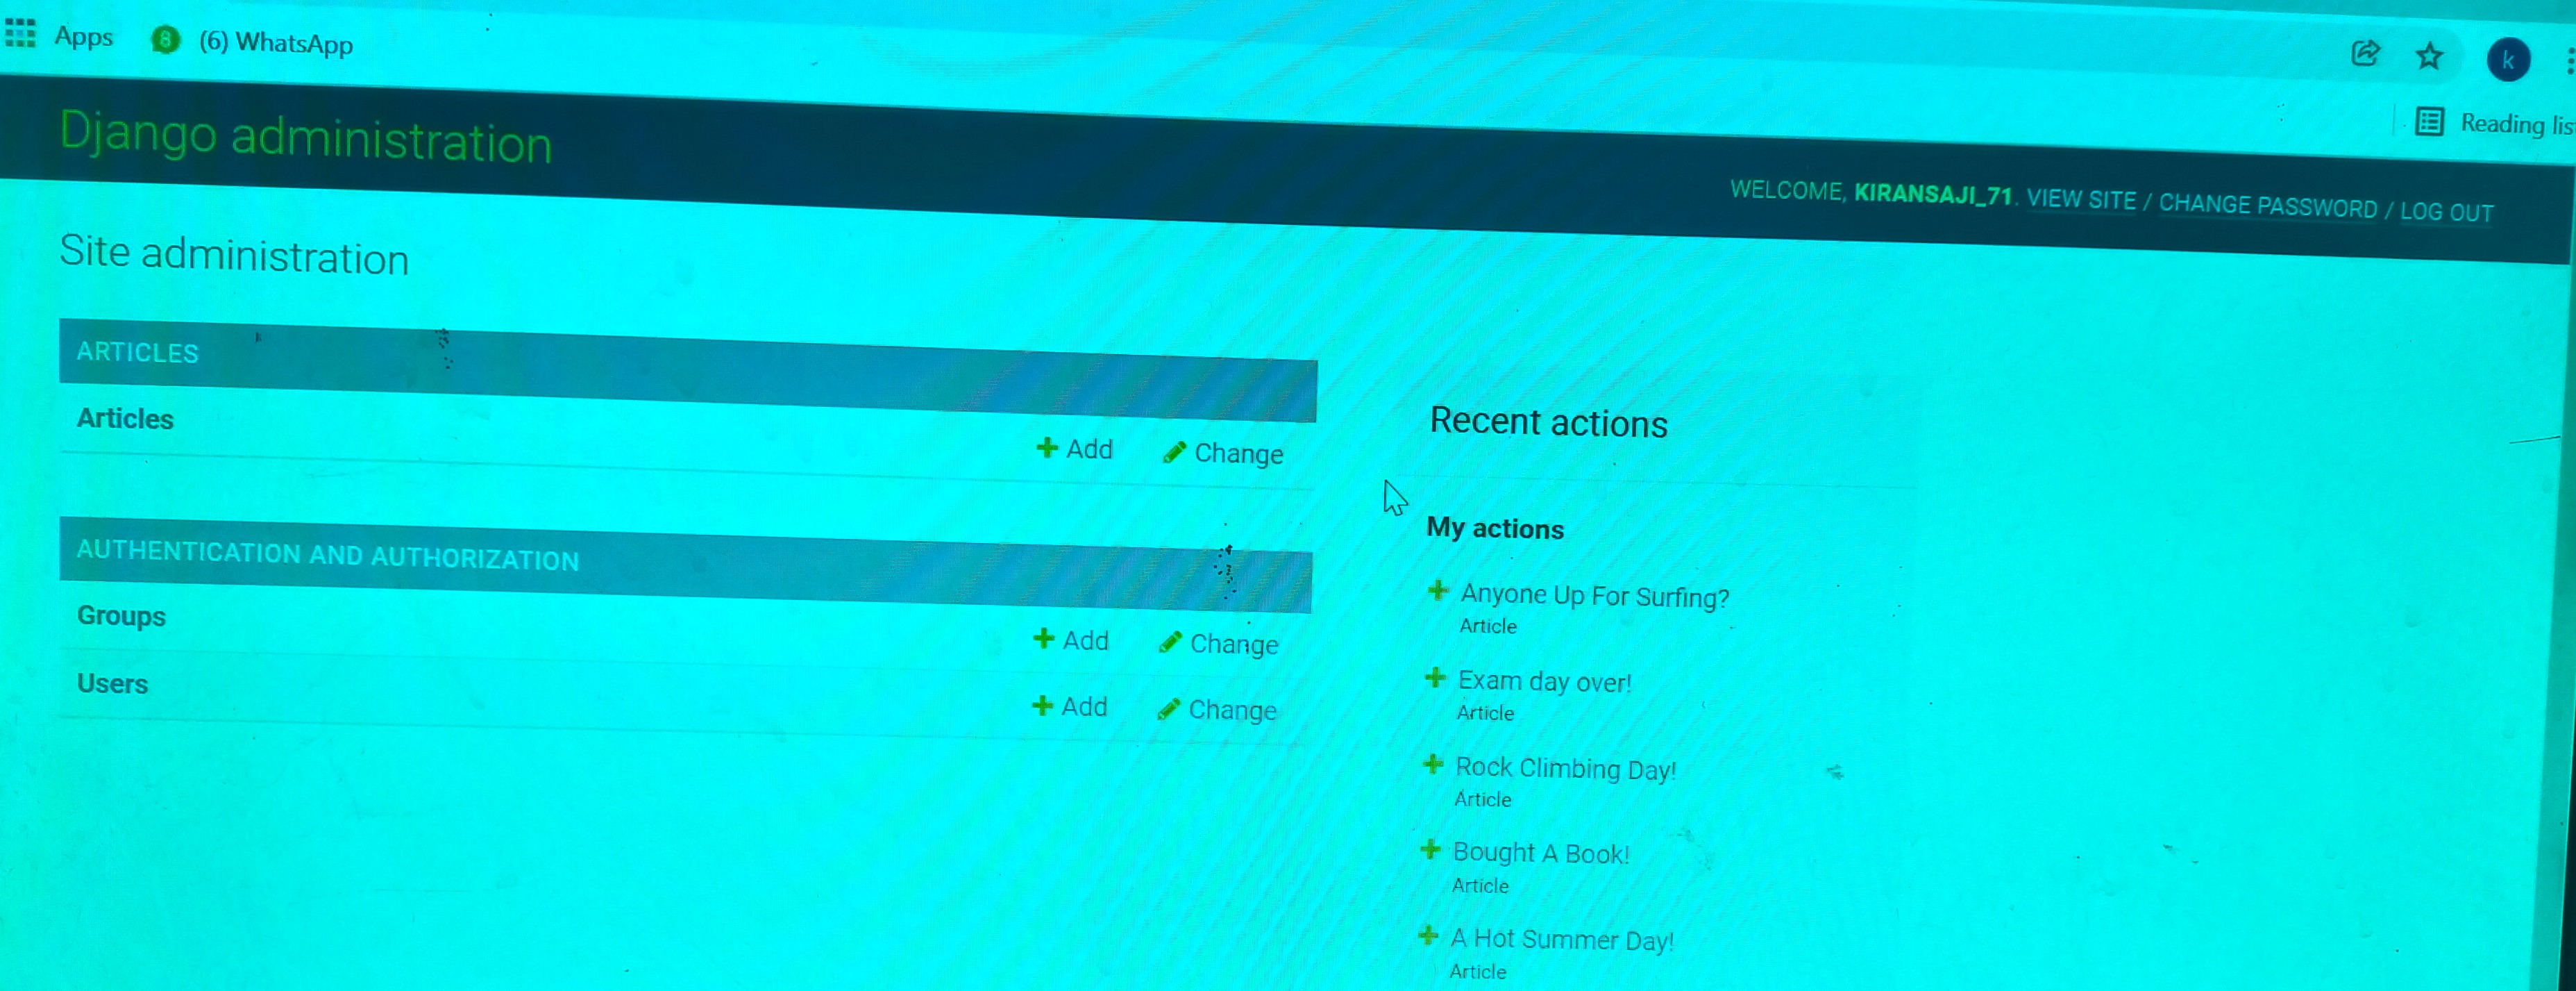 Apps 8 (6) WhatsApp
k
Reading lis
Django administration
WELCOME, KIRANSAJI_71. VIEW SITE / CHANGE PASSWORD / LOG OUT
Site administration
ARTICLES
Articles + Add Change
AUTHENTICATION AND AUTHORIZATION
Groups + Add Change
Users + Add Change
Recent actions
My actions
+ Anyone Up For Surfing?
Article
+ Exam day over!
Article
+ Rock Climbing Day!
Article
+ Bought A Book!
Article
+ A Hot Summer Day!
Article